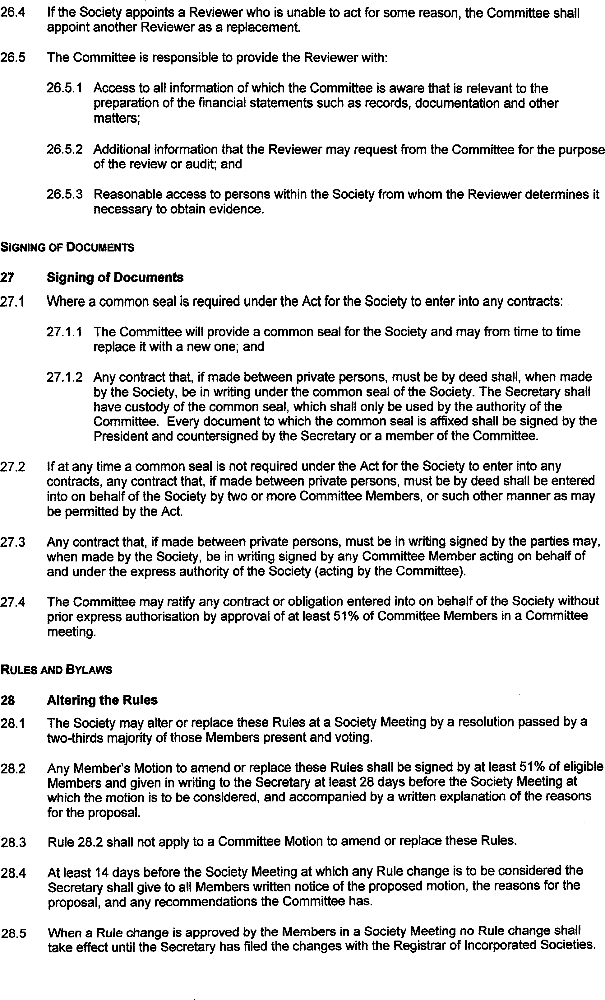 26.4 If the Society appoints a Reviewer who is unable to act for some reason, the Committee shall
appoint another Reviewer as a replacement.
26.5 The Committee is responsible to provide the Reviewer with:
26.5.1 Access to all information of which the Committee is aware that is relevant to the
preparation of the financial statements such as records, documentation and other
matters;
26.5.2 Additional information that the Reviewer may request from the Committee for the purpose
of the review or audit; and
26.5.3 Reasonable access to persons within the Society from whom the Reviewer determines it
necessary to obtain evidence.
SIGNING OF DOCUMENTS
27 Signing of Documents
27.1 Where a common seal is required under the Act for the Society to enter into any contracts:
27.1.1 The Committee will provide a common seal for the Society and may from time to time
replace it with a new one; and
27.1.2 Any contract that, if made between private persons, must be by deed shall, when made
by the Society, be in writing under the common seal of the Society. The Secretary shall
have custody of the common seal, which shall only be used by the authority of the
Committee. Every document to which the common seal is affixed shall be signed by the
President and countersigned by the Secretary or a member of the Committee.
27.2 If at any time a common seal is not required under the Act for the Society to enter into any
contracts, any contract that, if made between private persons, must be by deed shall be entered
into on behalf of the Society by two or more Committee Members, or such other manner as may
be permitted by the Act.
27.3 Any contract that, if made between private persons, must be in writing signed by the parties may,
when made by the Society, be in writing signed by any Committee Member acting on behalf of
and under the express authority of the Society (acting by the Committee).
27.4 The Committee may ratify any contract or obligation entered into on behalf of the Society without
prior express authorisation by approval of at least 51% of Committee Members in a Committee
meeting.
RULES AND BYLAWS
28 Altering the Rules
28.1 The Society may alter or replace these Rules at a Society Meeting by a resolution passed by a
two-thirds majority of those Members present and voting.
28.2 Any Member's Motion to amend or replace these Rules shall be signed by at least 51% of eligible
Members and given in writing to the Secretary at least 28 days before the Society Meeting at
which the motion is to be considered, and accompanied by a written explanation of the reasons
for the proposal.
28.3 Rule 28.2 shall not apply to a Committee Motion to amend or replace these Rules.
28.4 At least 14 days before the Society Meeting at which any Rule change is to be considered the
Secretary shall give to all Members written notice of the proposed motion, the reasons for the
proposal, and any recommendations the Committee has.
28.5 When a Rule change is approved by the Members in a Society Meeting no Rule change shall
take effect until the Secretary has filed the changes with the Registrar of Incorporated Societies.